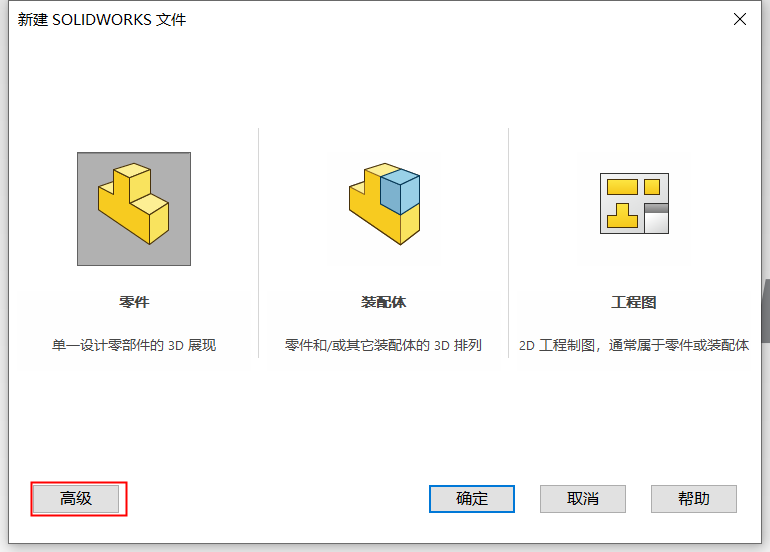 新建 SOLIDWORKS 文件
零件
装配体
工程图
单一设计零部件的 3D 展现
零件和/或其它装配体的 3D 排列
2D 工程制图，通常属于零件或装配体
高级
确定
取消
帮助